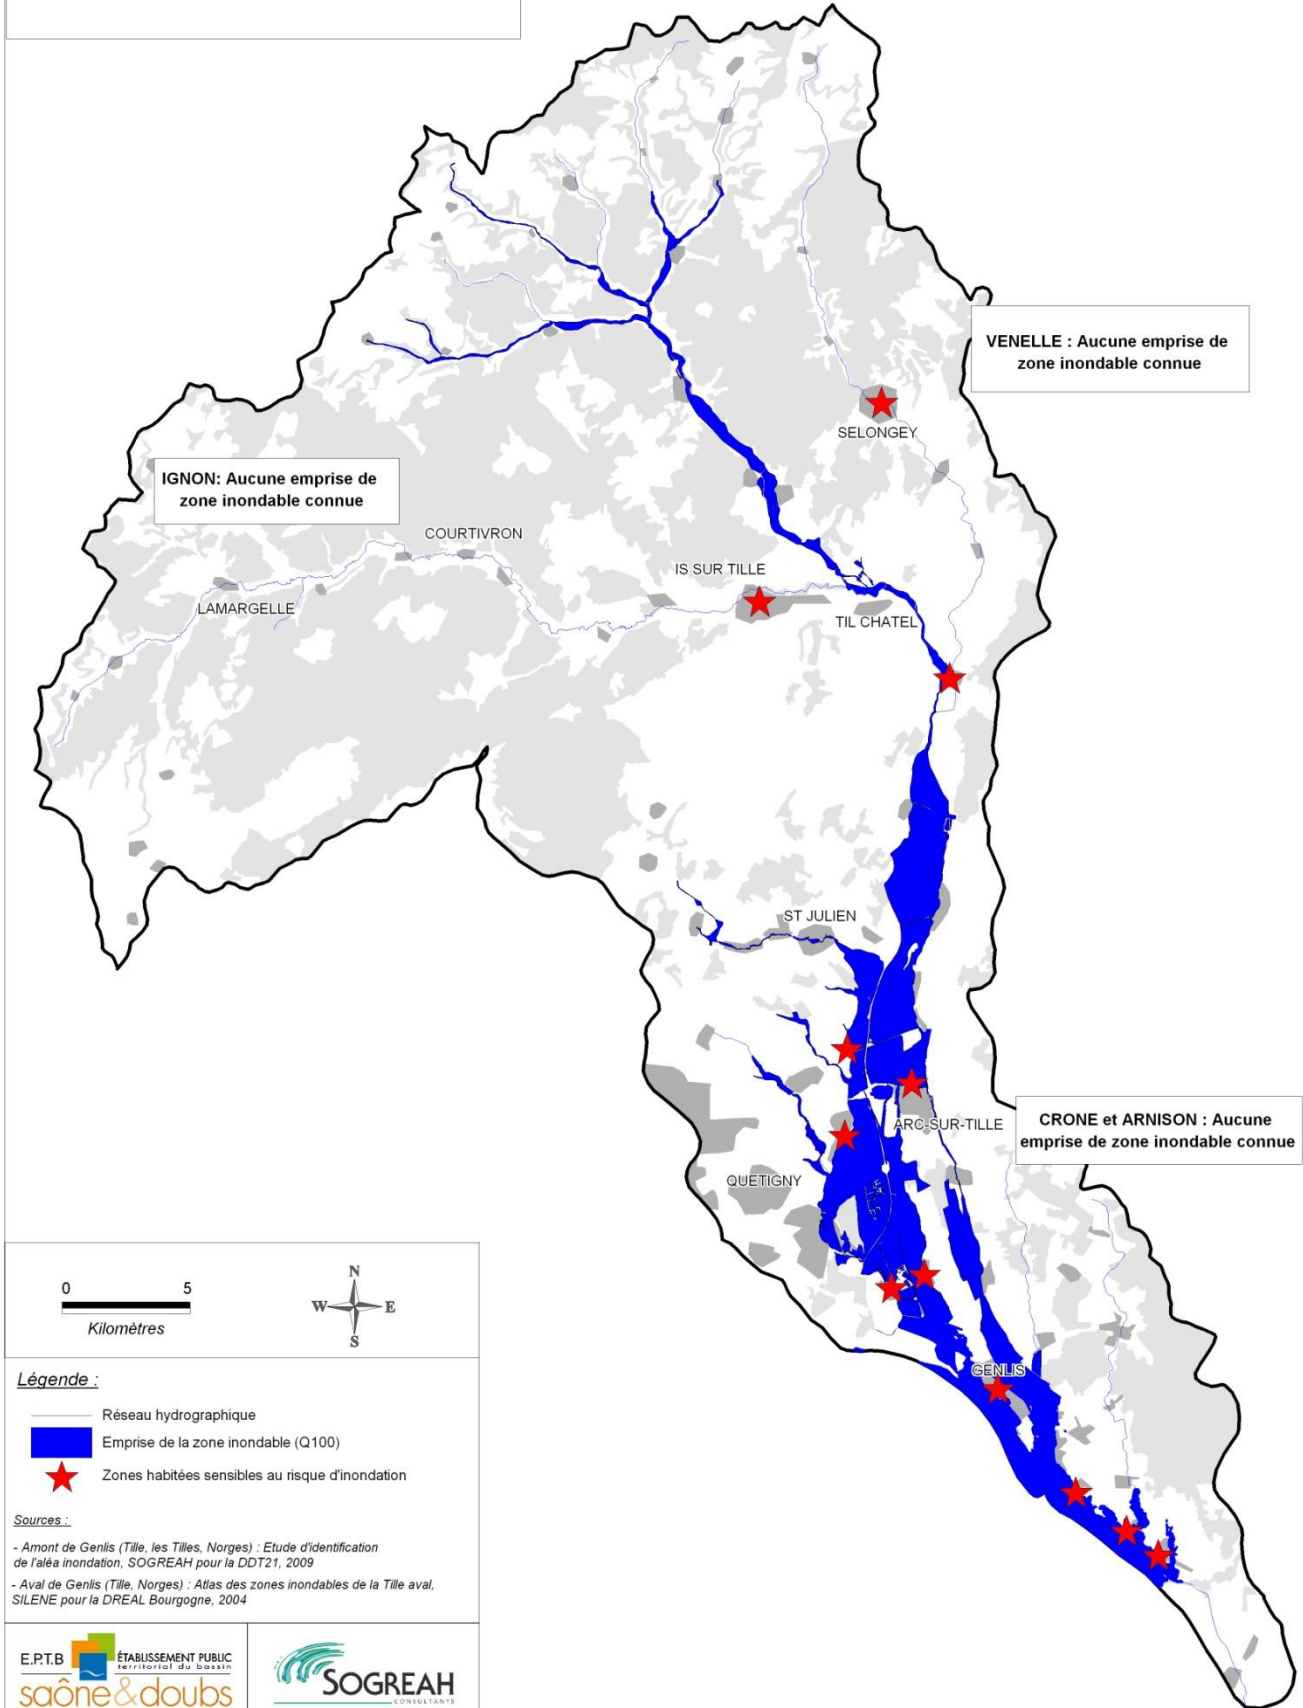 VENELLE : Aucune emprise de
zone inondable connue
SELONGEY
IGNON: Aucune emprise de
zone inondable connue
COURTIVRON
IS SUR TILLE
LAMARGELLE
TIL CHATEL
ST JULIEN
ARC-SUR-TILLE
CRONE et ARNISON : Aucune
emprise de zone inondable connue
QUETIGNY
GENLIS
0 5
Kilomètres
N
W E
S
Légende :
Réseau hydrographique
Emprise de la zone inondable (Q100)
Zones habitées sensibles au risque d'inondation
Sources :
- Amont de Genlis (Tille, les Tilles, Norges) : Etude d'identification
de l'aléa inondation, SOGREAH pour la DDT21, 2009
- Aval de Genlis (Tille, Norges) : Atlas des zones inondables de la Tille aval,
SILENE pour la DREAL Bourgogne, 2004
E.P.T.B ÉTABLISSEMENT PUBLIC
territorial du bassin
saône & doubs
SOGREAH
CONSULTANTS